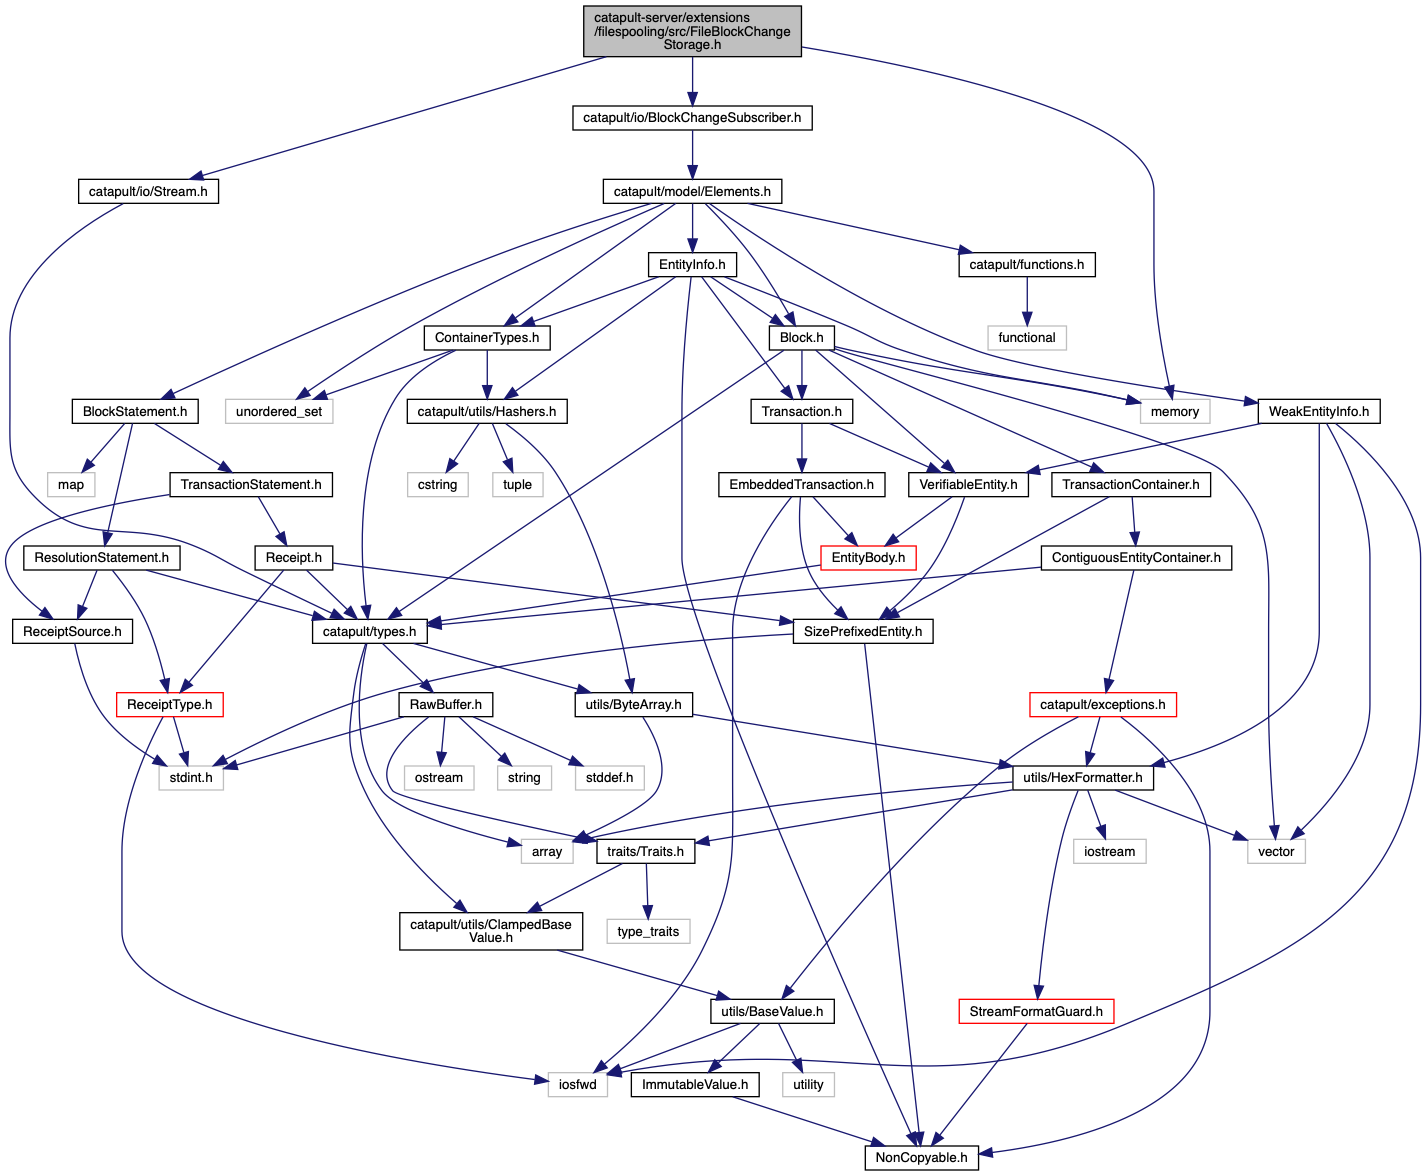 catapult-server/extensions
/filespooling/src/FileBlockChange
Storage.h
catapult/io/BlockChangeSubscriber.h
catapult/io/Stream.h
catapult/model/Elements.h
EntityInfo.h
catapult/functions.h
ContainerTypes.h
Block.h
functional
BlockStatement.h
unordered_set
catapult/utils/Hashers.h
Transaction.h
memory
WeakEntityInfo.h
map
TransactionStatement.h
cstring
tuple
EmbeddedTransaction.h
VerifiableEntity.h
TransactionContainer.h
ResolutionStatement.h
Receipt.h
EntityBody.h
ContiguousEntityContainer.h
ReceiptSource.h
catapult/types.h
SizePrefixedEntity.h
ReceiptType.h
RawBuffer.h
utils/ByteArray.h
catapult/exceptions.h
stdint.h
ostream
string
stddef.h
utils/HexFormatter.h
array
traits/Traits.h
iostream
vector
catapult/utils/ClampedBase
Value.h
type_traits
utils/BaseValue.h
StreamFormatGuard.h
iosfwd
ImmutableValue.h
utility
NonCopyable.h